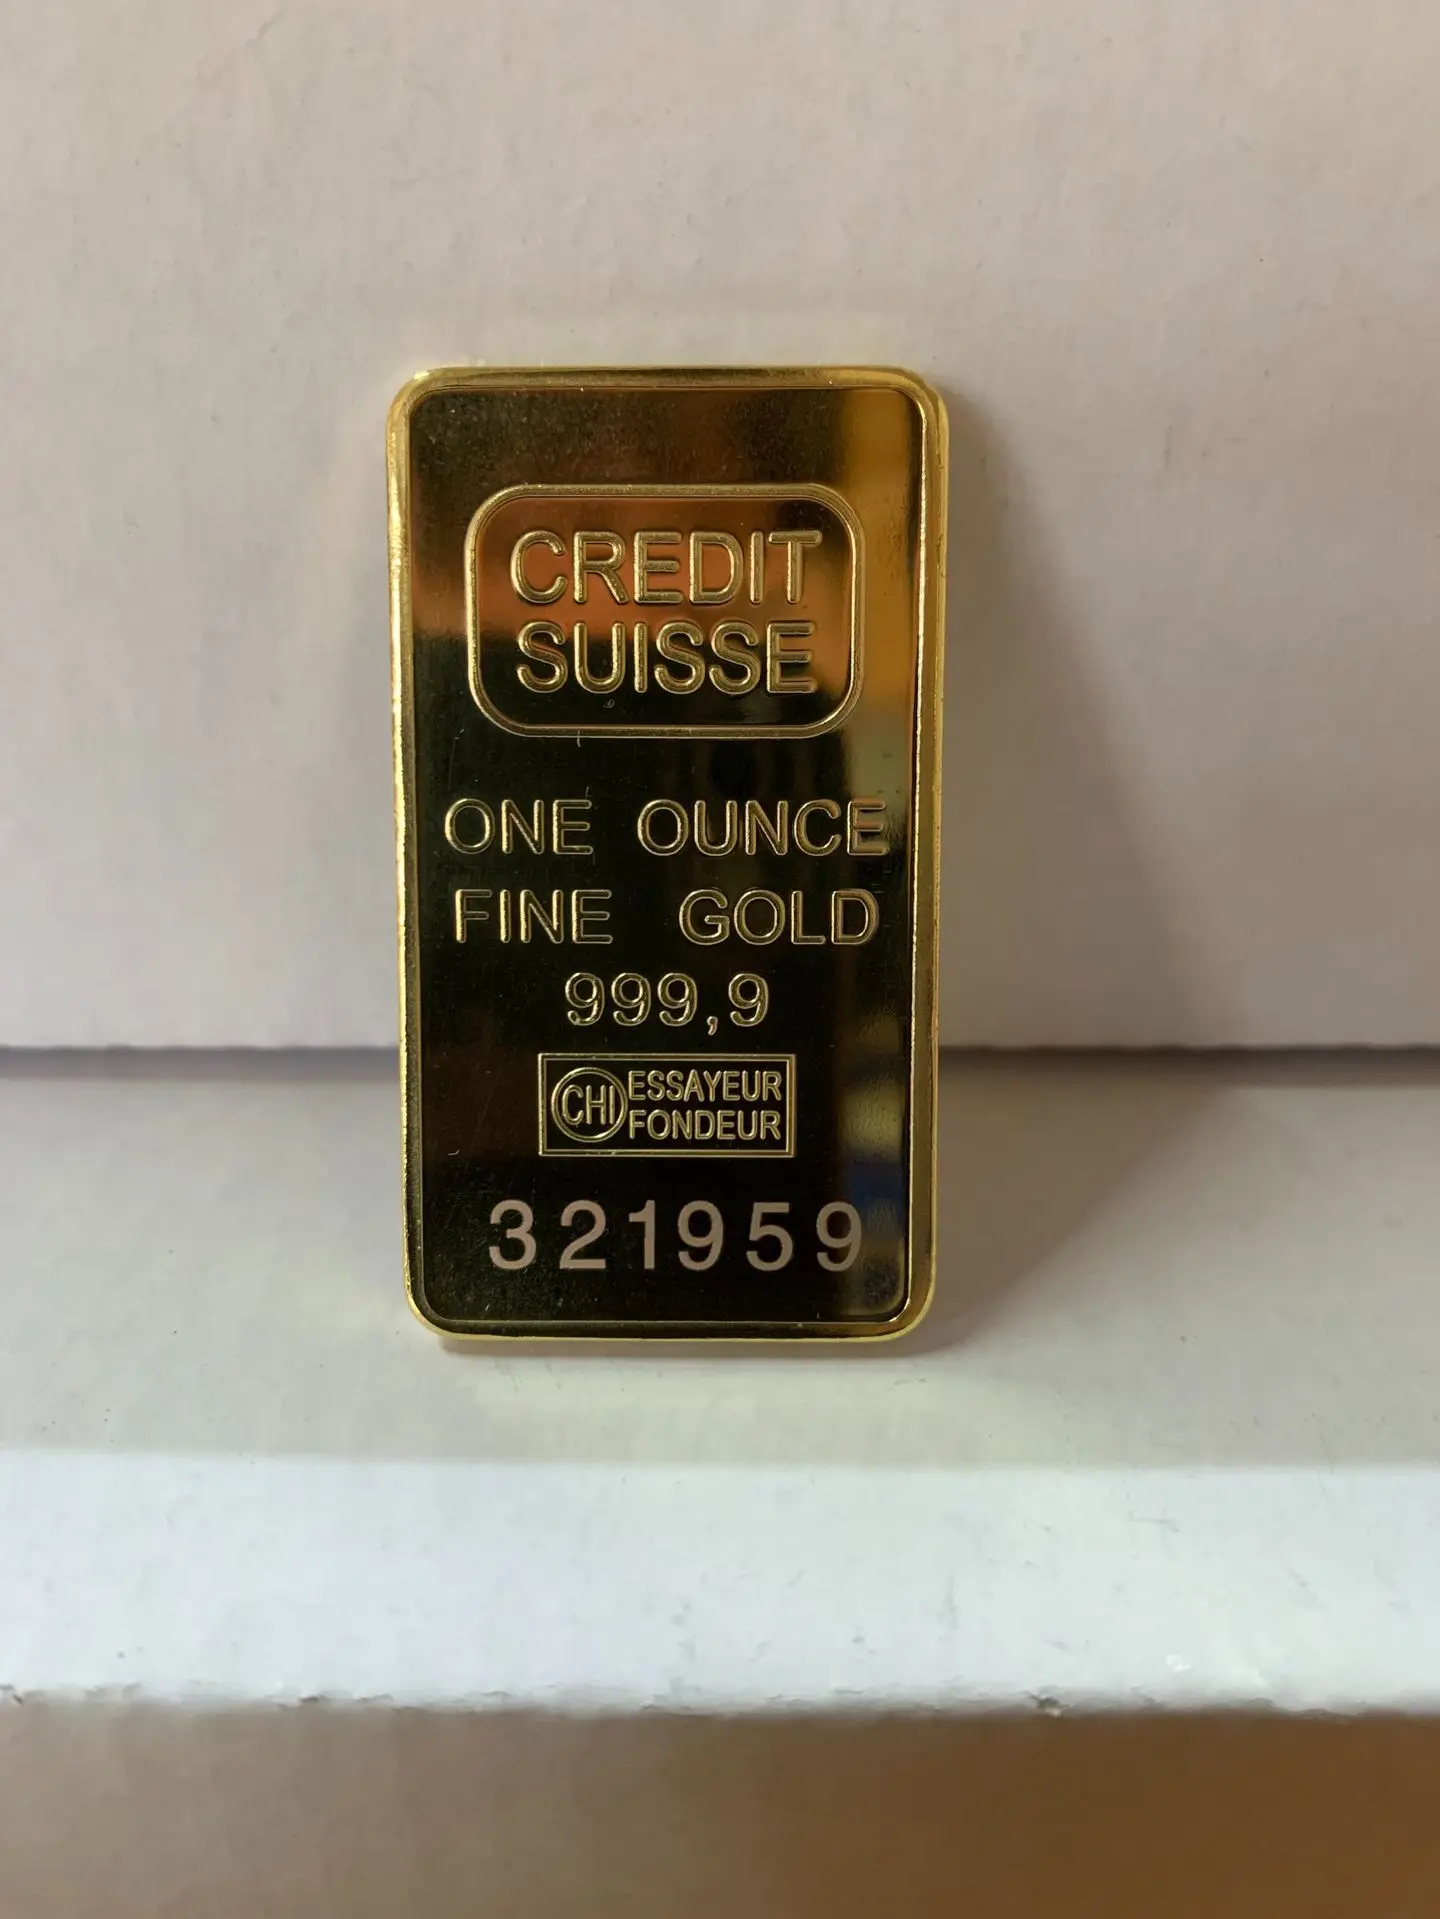 CREDIT
SUISSE
ONE OUNCE
FINE GOLD
999,9
CHI ESSAYEUR
FONDEUR
321959